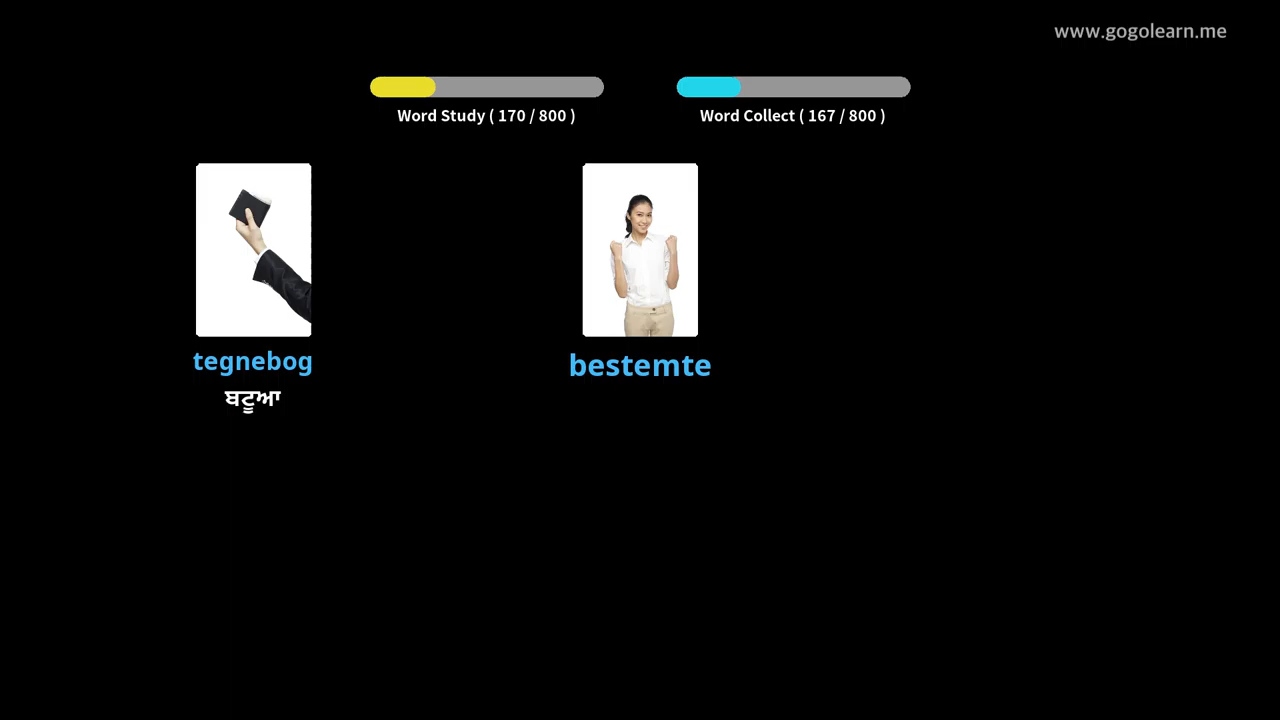 www.gogolearn.me
Word Study ( 170 / 800 )
Word Collect ( 167 / 800 )
tegnebog
ਬਟੂਆ
bestemte